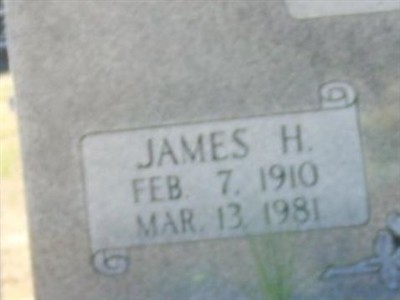 JAMES H.
FEB. 7, 1910
MAR. 13, 1981